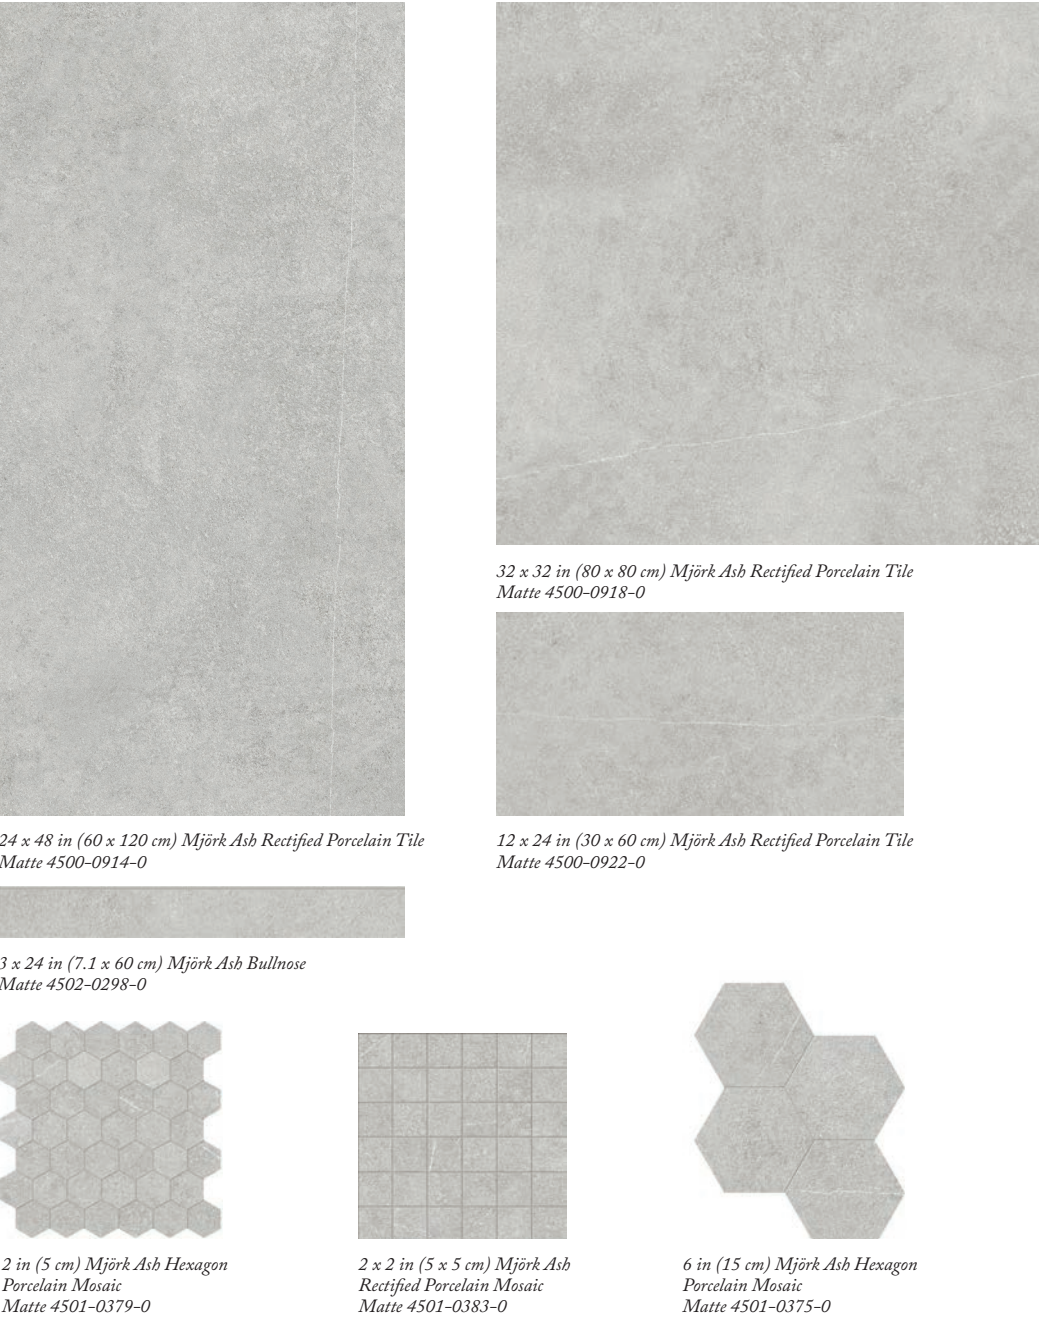 32 x 32 in (80 x 80 cm) Mjörk Ash Rectified Porcelain Tile
Matte 4500-0918-0
24 x 48 in (60 x 120 cm) Mjörk Ash Rectified Porcelain Tile
Matte 4500-0914-0
12 x 24 in (30 x 60 cm) Mjörk Ash Rectified Porcelain Tile
Matte 4500-0922-0
3 x 24 in (7.1 x 60 cm) Mjörk Ash Bullnose
Matte 4502-0298-0
2 in (5 cm) Mjörk Ash Hexagon
Porcelain Mosaic
Matte 4501-0379-0
2 x 2 in (5 x 5 cm) Mjörk Ash
Rectified Porcelain Mosaic
Matte 4501-0383-0
6 in (15 cm) Mjörk Ash Hexagon
Porcelain Mosaic
Matte 4501-0375-0